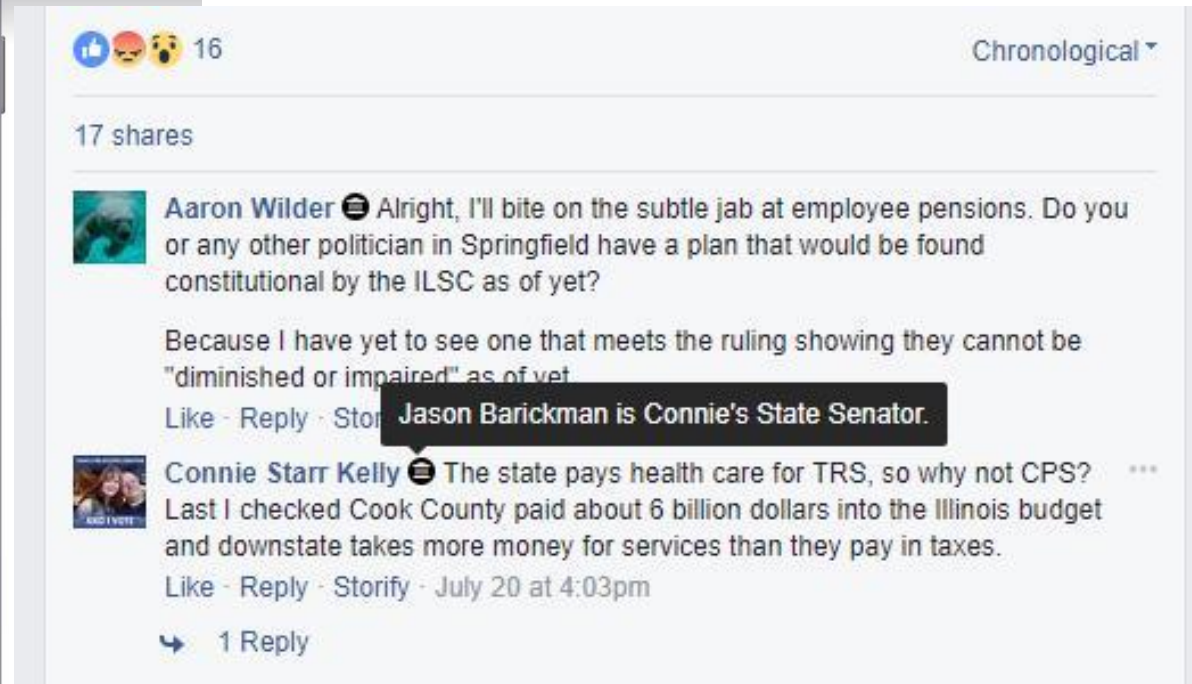 16
Chronological
17 shares
Aaron Wilder Alright, I'll bite on the subtle jab at employee pensions. Do you
or any other politician in Springfield have a plan that would be found
constitutional by the ILSC as of yet?
Because I have yet to see one that meets the ruling showing they cannot be
"diminished or impaired" as of yet
Like · Reply · Stor
Jason Barickman is Connie's State Senator.
Connie Starr Kelly The state pays health care for TRS, so why not CPS?
Last I checked Cook County paid about 6 billion dollars into the Illinois budget
and downstate takes more money for services than they pay in taxes.
AND I VOTE
Like · Reply · Storify · July 20 at 4:03pm
1 Reply